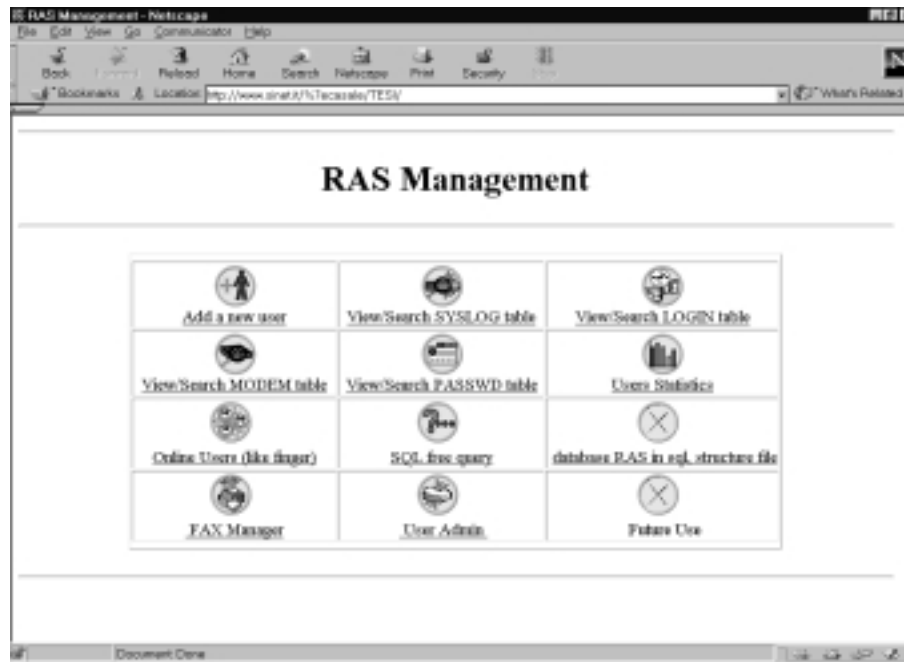 RAS Management - Netscape
File Edit View Go Communicator Help
Back Forward Reload Home Search Netscape Print Security Stop
Bookmarks Location: http://www.sinet.it/%7ecasale/TESI/ What's Related
RAS Management
Add a new user View/Search SYSLOG table View/Search LOGIN table
View/Search MODEM table View/Search PASSWD table Users Statistics
Online Users (like finger) SQL free query database RAS in sql, structure file
FAX Manager User Admin Future Use
Document: Done